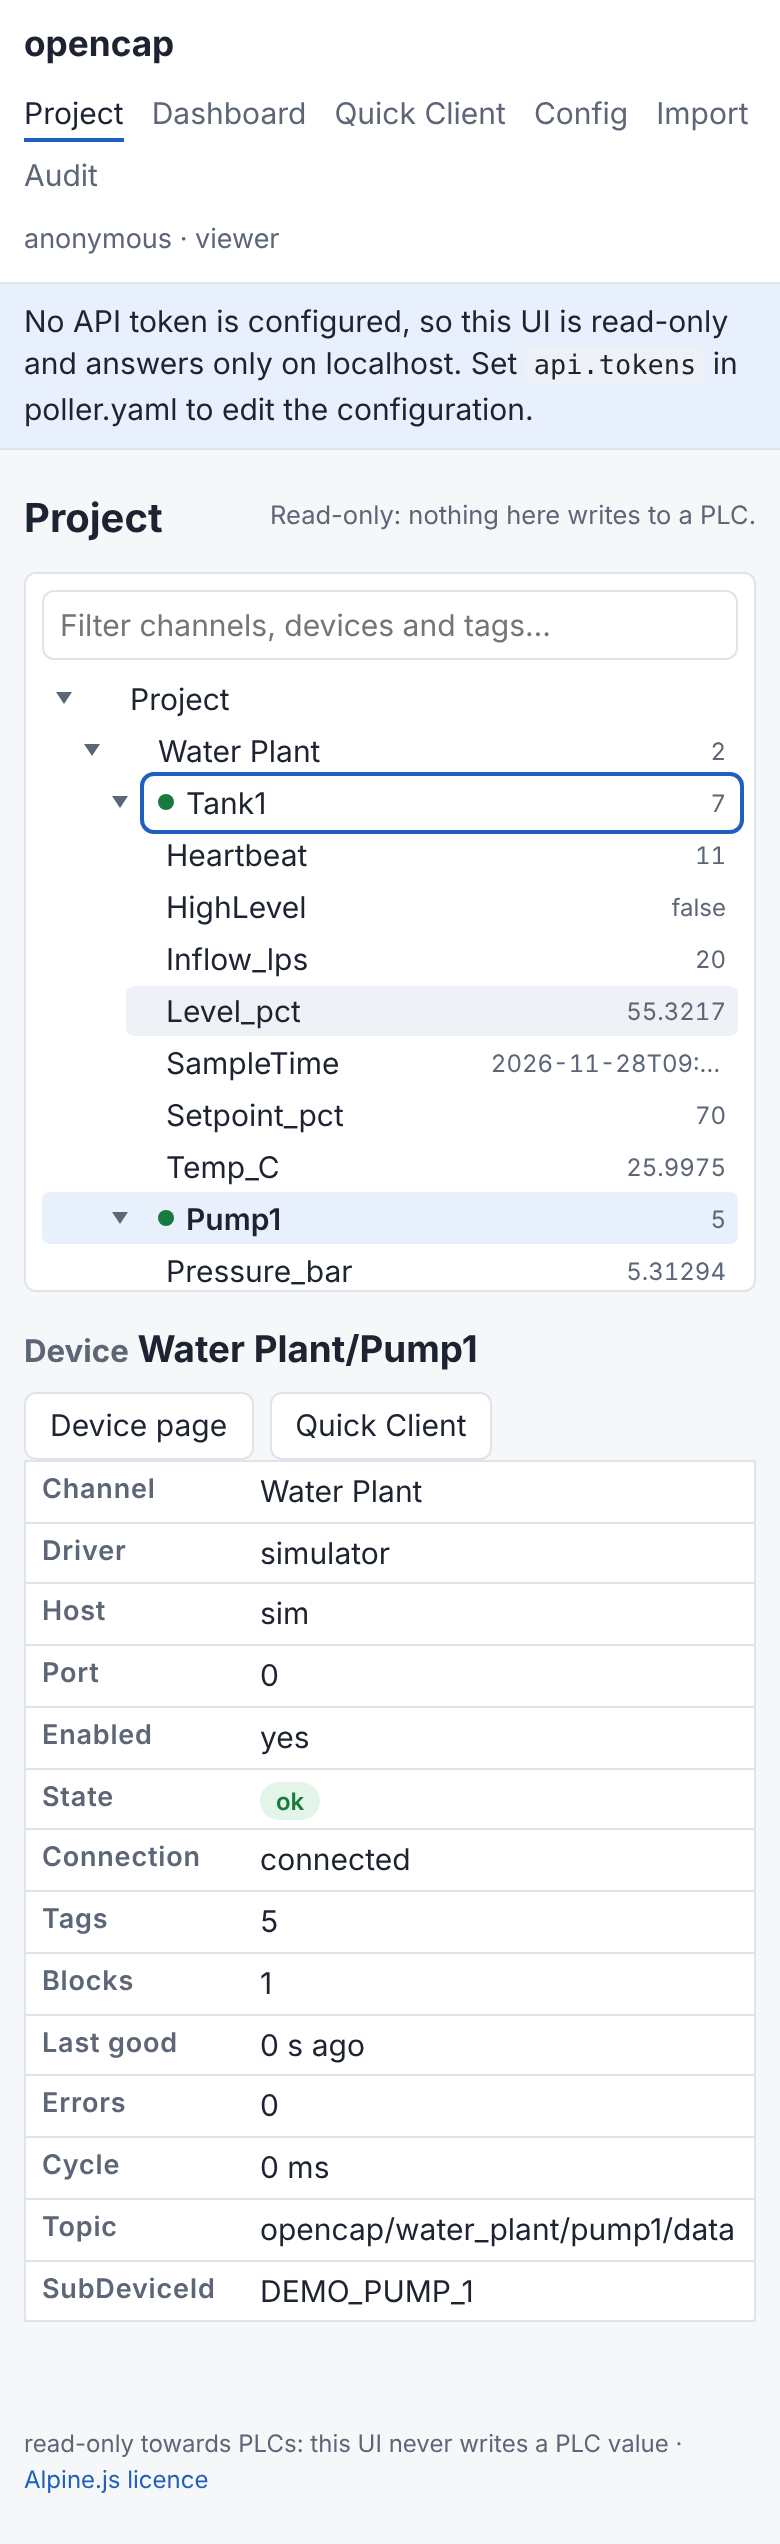 opencap
Project Dashboard Quick Client Config Import
Audit
anonymous · viewer
No API token is configured, so this UI is read-only
and answers only on localhost. Set api.tokens in
poller.yaml to edit the configuration.
Project Read-only: nothing here writes to a PLC.
Filter channels, devices and tags...
Project
Water Plant 2
Tank1 7
Heartbeat 11
HighLevel false
Inflow_lps 20
Level_pct 55.3217
SampleTime 2026-11-28T09:...
Setpoint_pct 70
Temp_C 25.9975
Pump1 5
Pressure_bar 5.31294
Device Water Plant/Pump1
Device page Quick Client
Channel Water Plant
Driver simulator
Host sim
Port 0
Enabled yes
State ok
Connection connected
Tags 5
Blocks 1
Last good 0 s ago
Errors 0
Cycle 0 ms
Topic opencap/water_plant/pump1/data
SubDeviceId DEMO_PUMP_1
read-only towards PLCs: this UI never writes a PLC value ·
Alpine.js licence